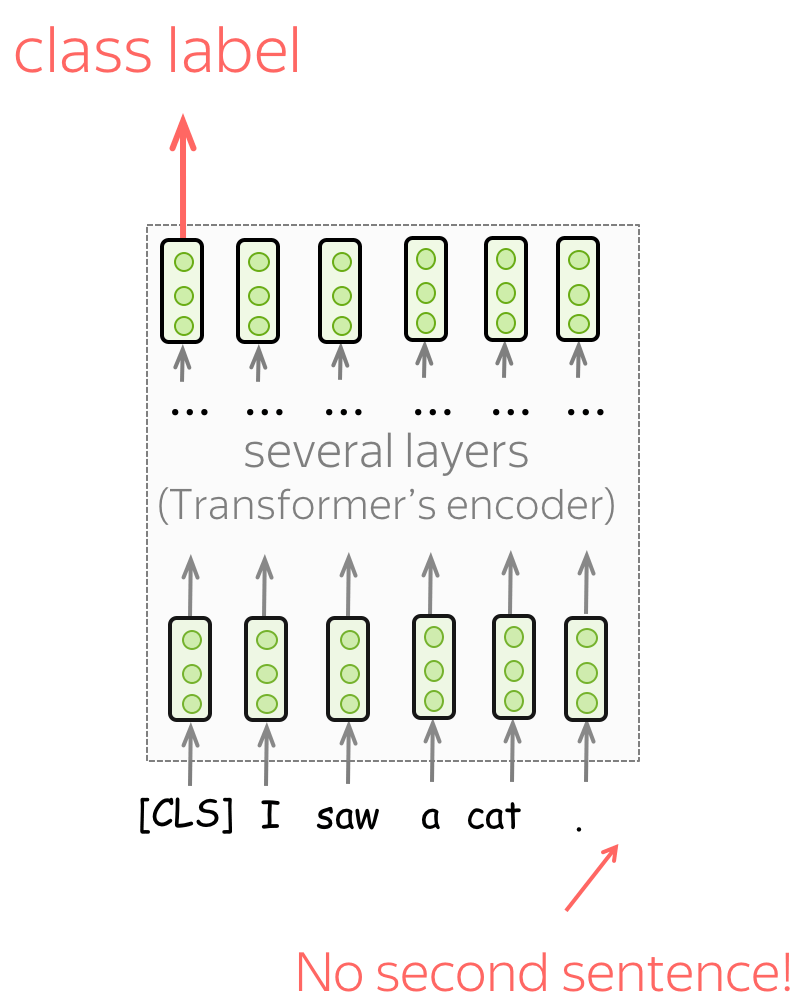 class label
... ... ... ... ... ...
several layers
(Transformer’s encoder)
[CLS] I saw a cat .
No second sentence!